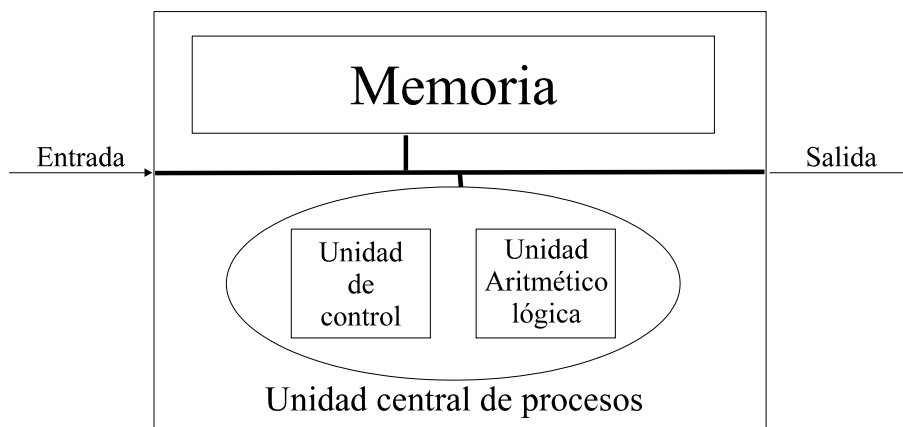 Memoria
Entrada
Salida
Unidad
de
control
Unidad
Aritmético
lógica
Unidad central de procesos